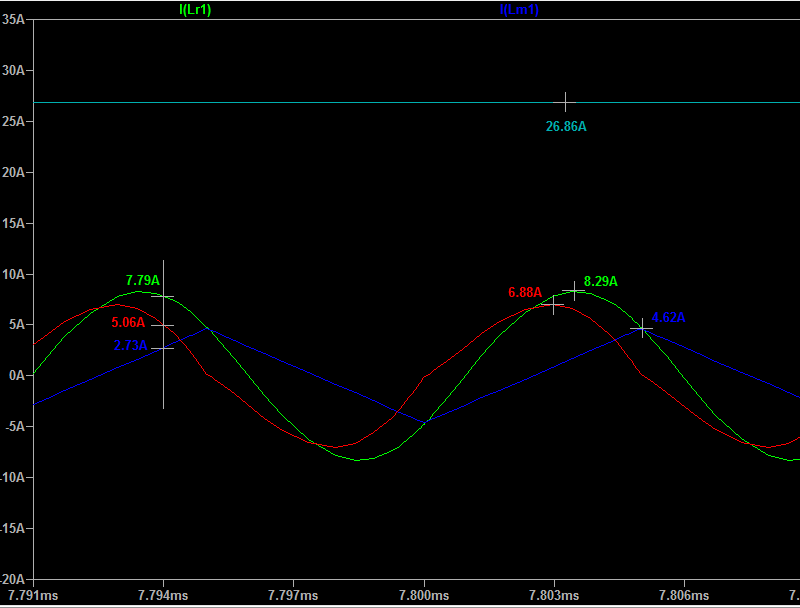 I(Lr1) I(Lm1)
35A
30A
25A
26.86A
20A
15A
10A
7.79A 8.29A
6.88A
5A
5.06A 4.62A
2.73A
0A
-5A
-10A
-15A
-20A
7.791ms 7.794ms 7.797ms 7.800ms 7.803ms 7.806ms 7.